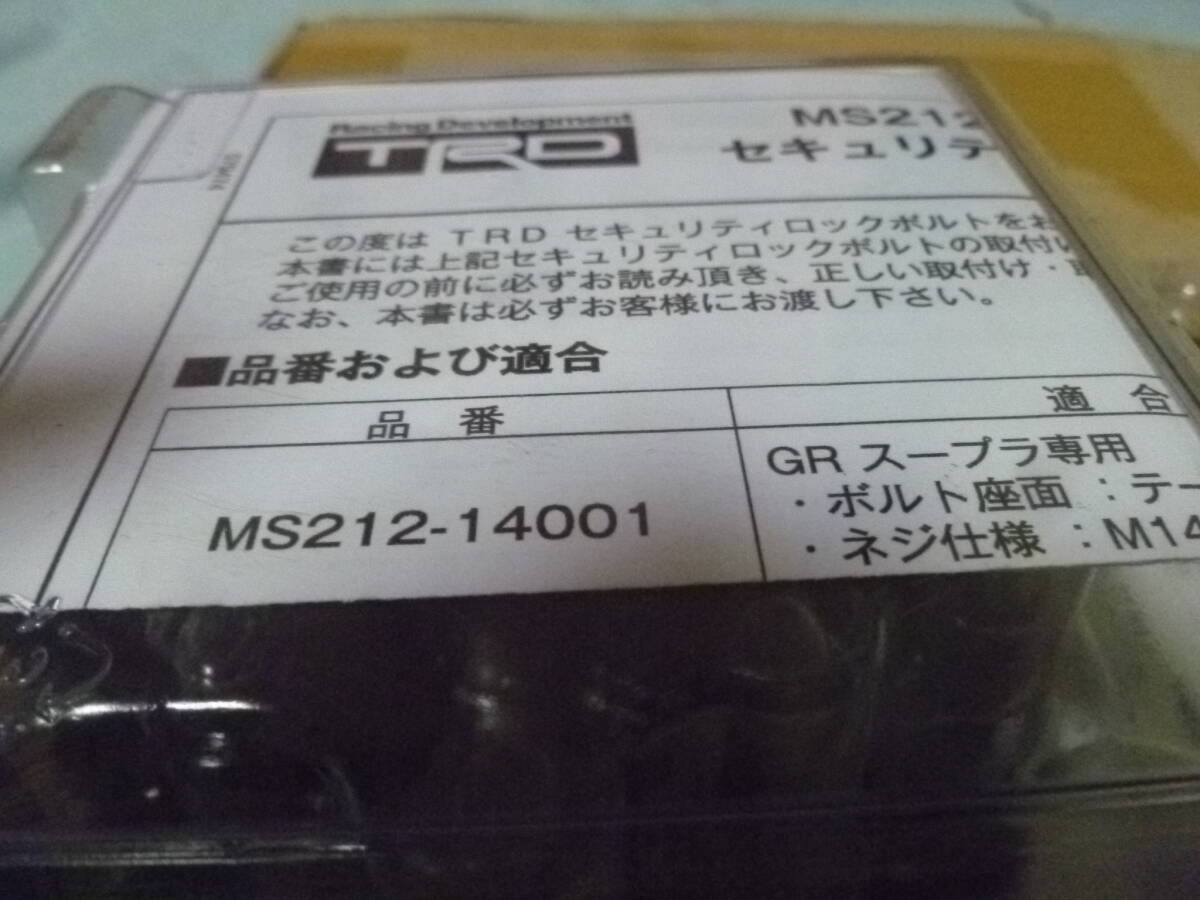 Racing Development
TRD
MS212
セキュリテ
この度は TRD セキュリティロックボルトをお
本書には上記セキュリティロックボルトの取付け
ご使用の前に必ずお読み頂き、正しい取付け・取
なお、本書は必ずお客様にお渡し下さい。
■品番および適合
品 番
適 合
MS212-14001
GR スープラ専用
・ボルト座面 : テー
・ネジ仕様 : M14